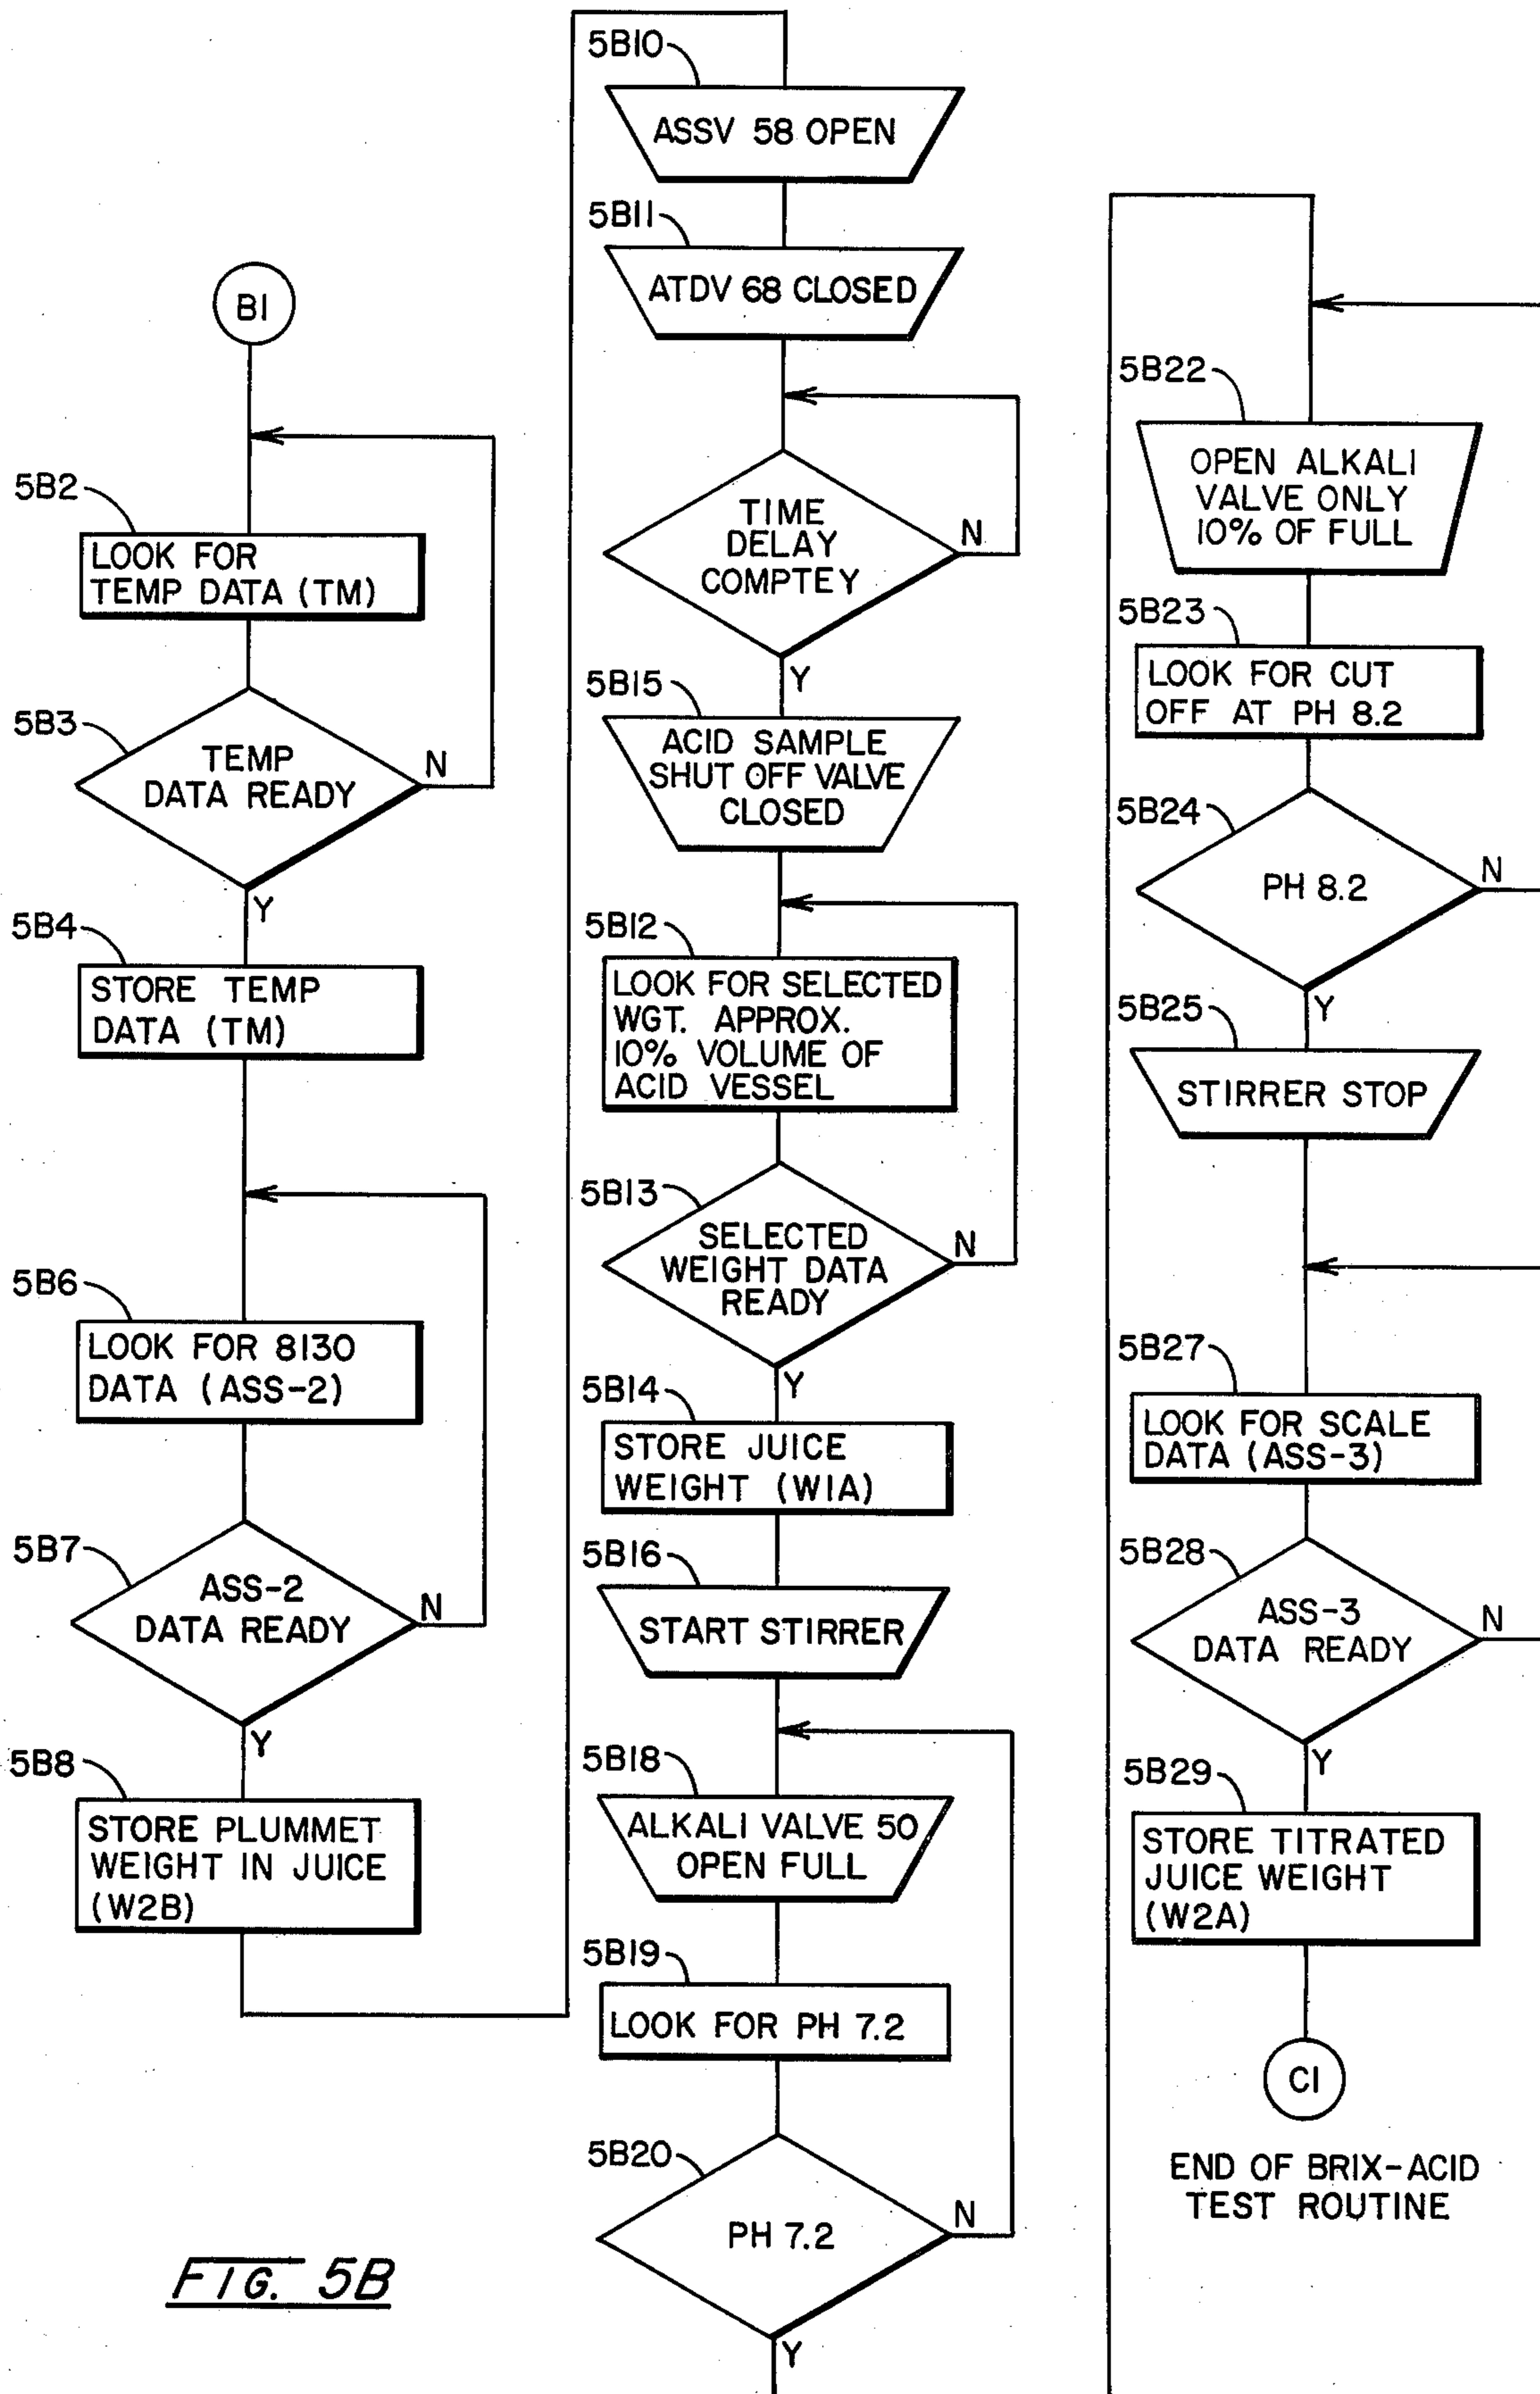 B1
5B2
LOOK FOR
TEMP DATA (TM)
5B3
TEMP
DATA READY
N
Y
5B4
STORE TEMP
DATA (TM)
5B6
LOOK FOR 8130
DATA (ASS-2)
5B7
ASS-2
DATA READY
N
Y
5B8
STORE PLUMMET
WEIGHT IN JUICE
(W2B)
5B10
ASSV 58 OPEN
5B11
ATDV 68 CLOSED
TIME
DELAY
COMPTEY
N
Y
5B15
ACID SAMPLE
SHUT OFF VALVE
CLOSED
5B12
LOOK FOR SELECTED
WGT. APPROX.
10% VOLUME OF
ACID VESSEL
5B13
SELECTED
WEIGHT DATA
READY
N
Y
5B14
STORE JUICE
WEIGHT (W1A)
5B16
START STIRRER
5B18
ALKALI VALVE 50
OPEN FULL
5B19
LOOK FOR PH 7.2
5B20
PH 7.2
N
Y
5B22
OPEN ALKALI
VALVE ONLY
10% OF FULL
5B23
LOOK FOR CUT
OFF AT PH 8.2
5B24
PH 8.2
N
Y
5B25
STIRRER STOP
5B27
LOOK FOR SCALE
DATA (ASS-3)
5B28
ASS-3
DATA READY
N
Y
5B29
STORE TITRATED
JUICE WEIGHT
(W2A)
C1
END OF BRIX-ACID
TEST ROUTINE
FIG. 5B